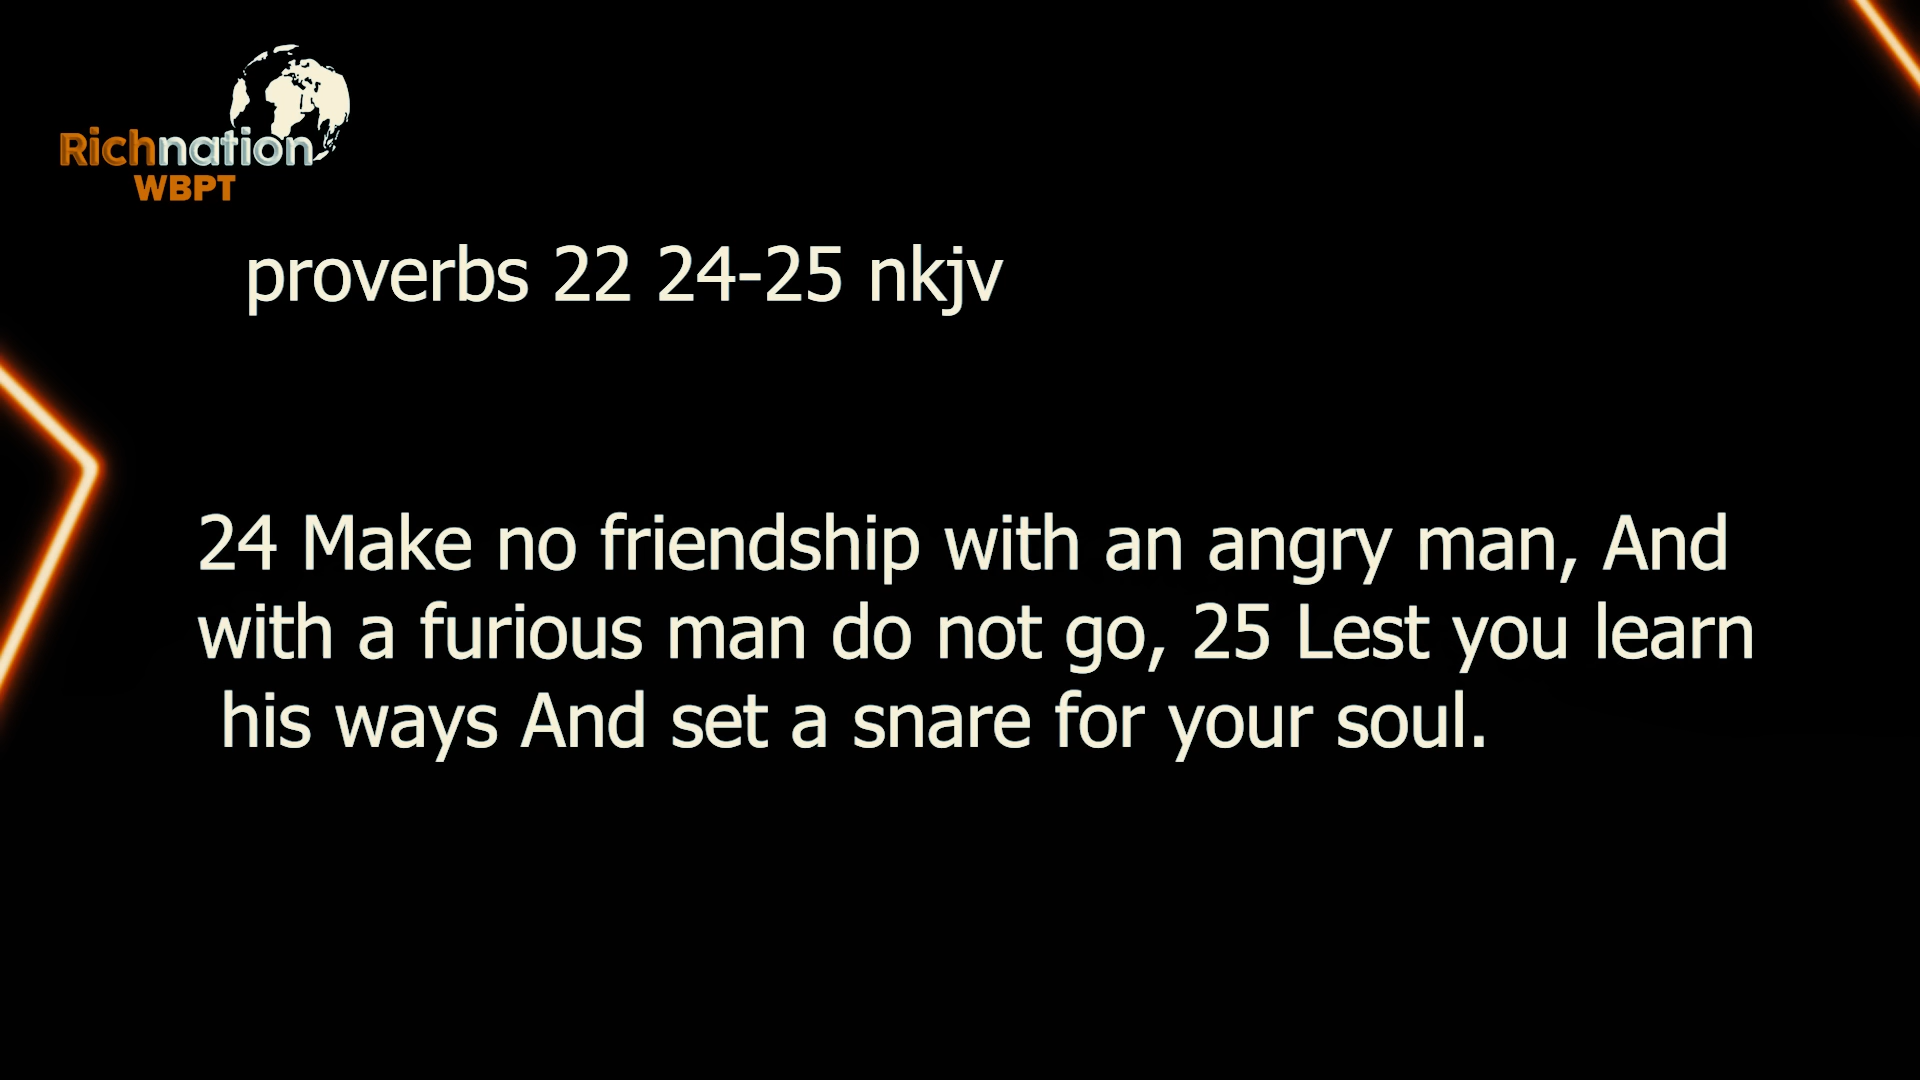 Richnation
WBPT
proverbs 22 24-25 nkjv
24 Make no friendship with an angry man, And
with a furious man do not go, 25 Lest you learn
his ways And set a snare for your soul.